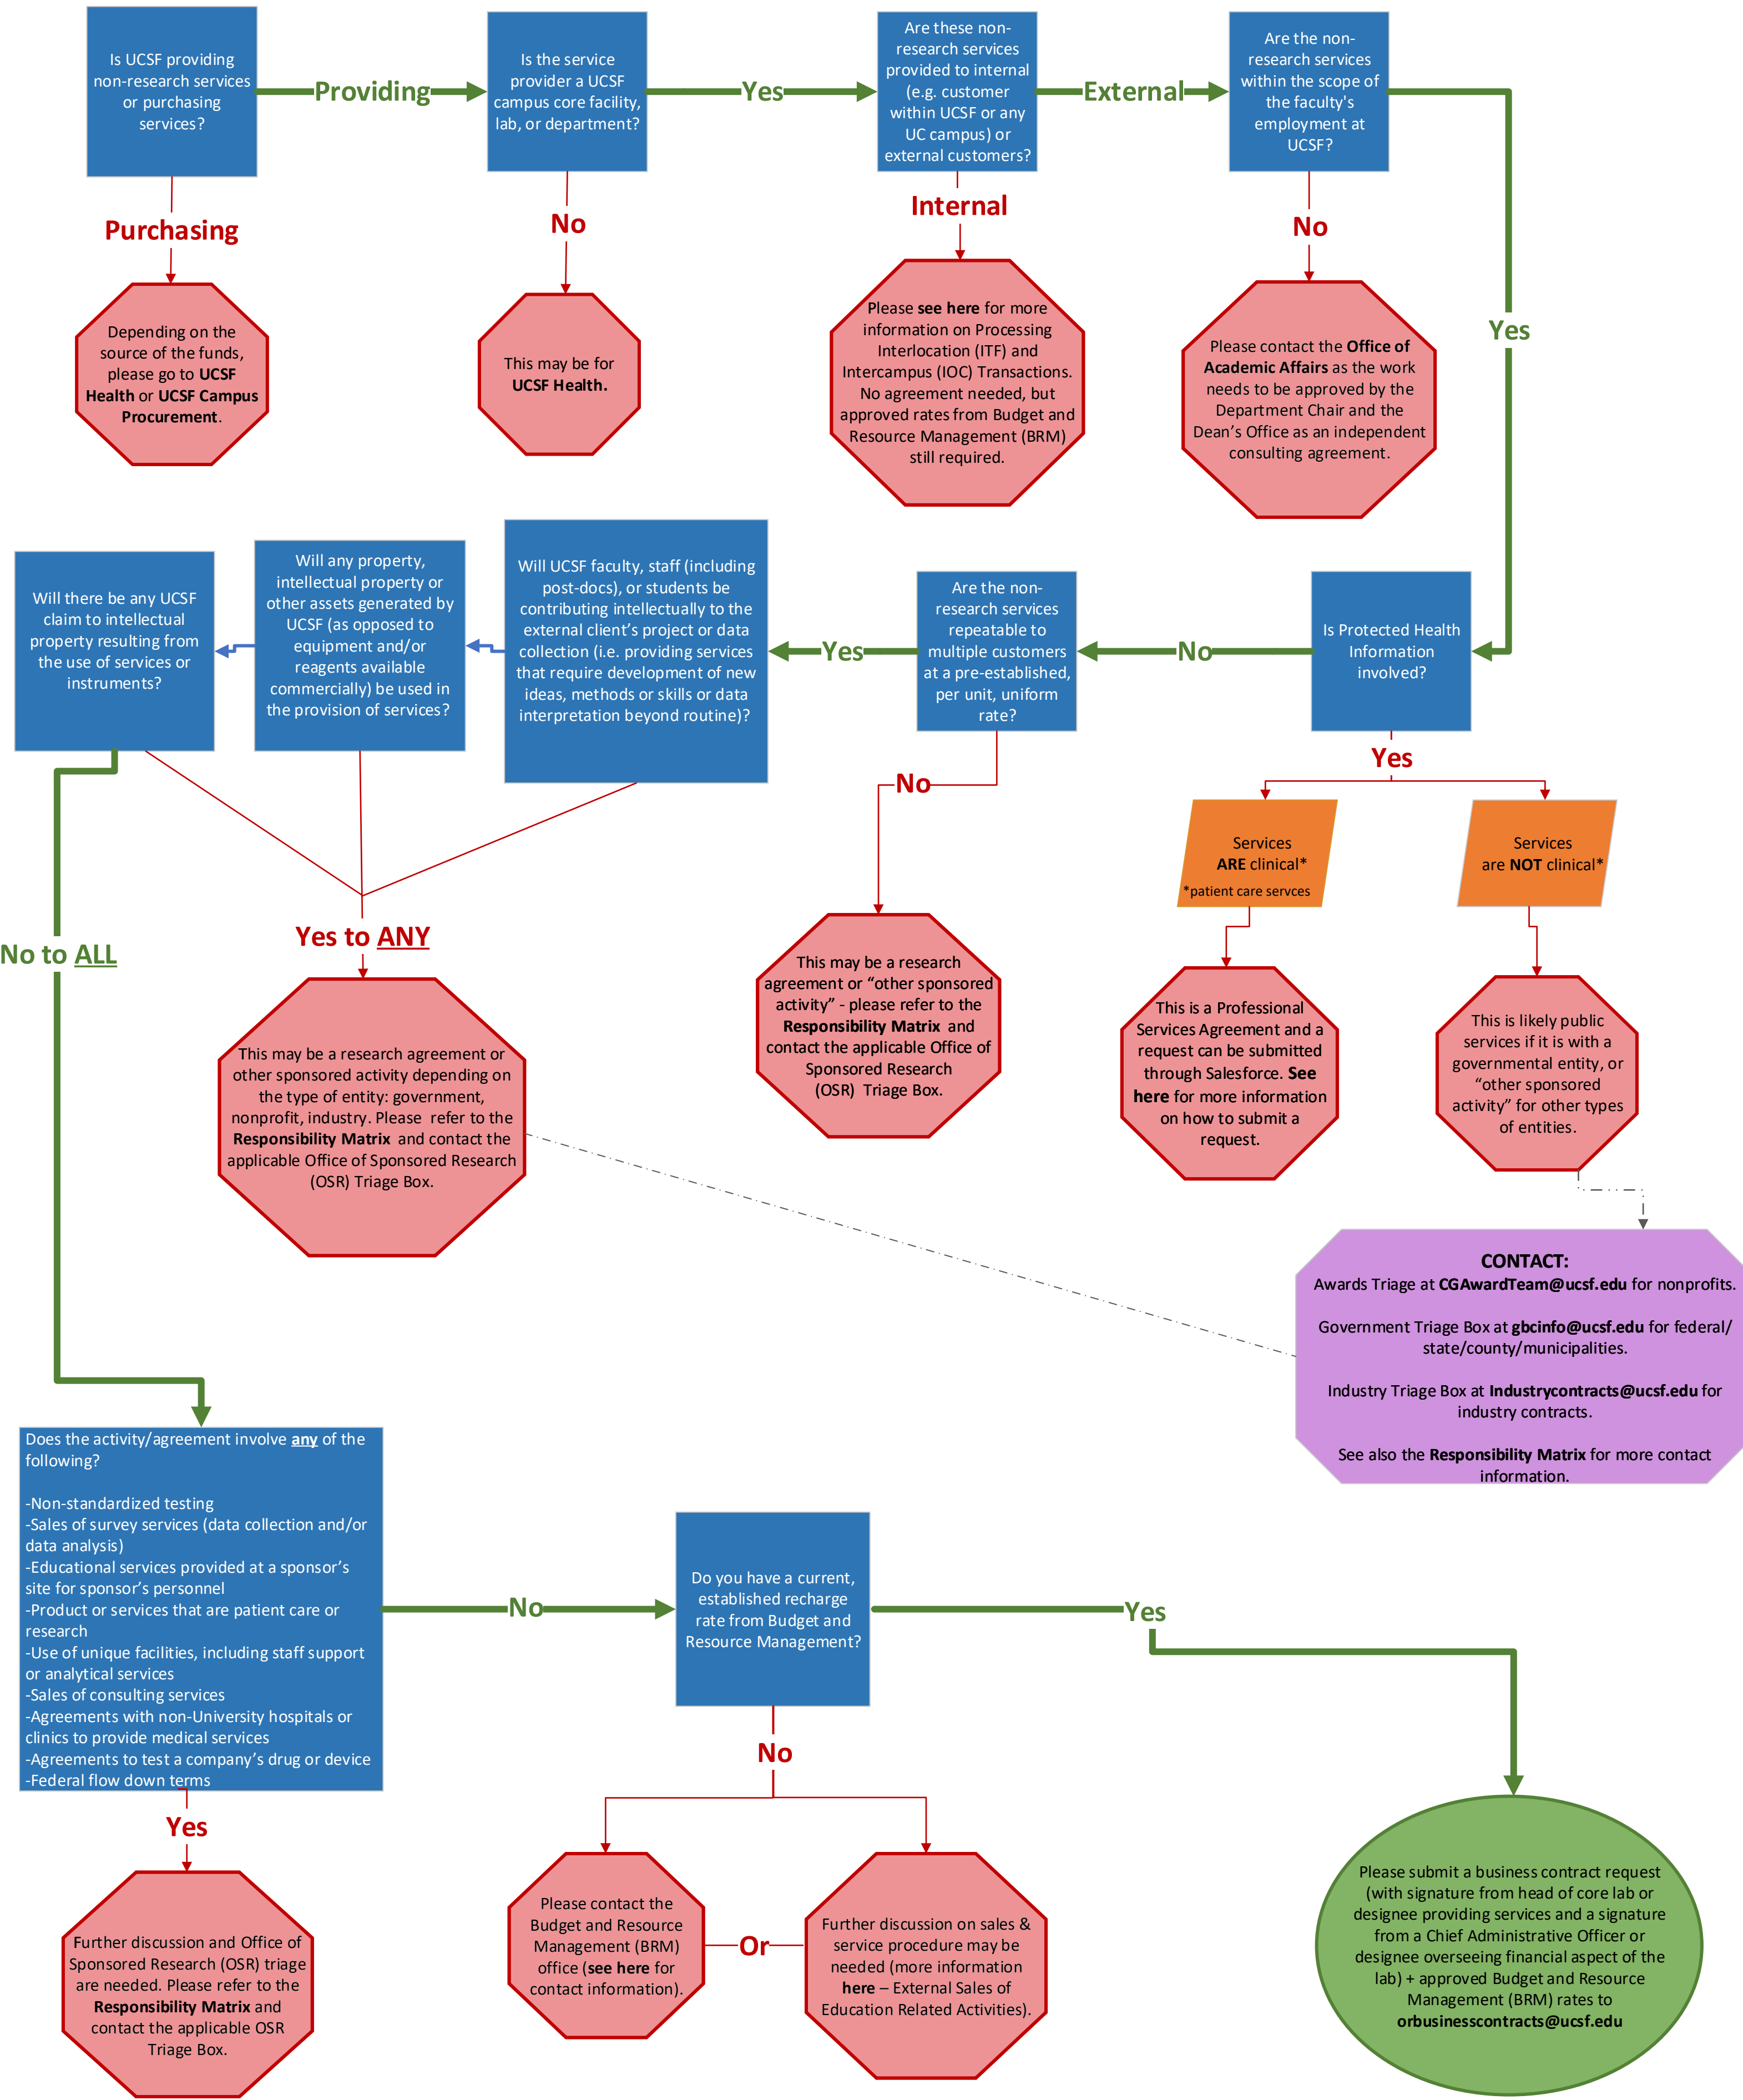 Is UCSF providing
non-research services
or purchasing
services?
Providing
Is the service
provider a UCSF
campus core facility,
lab, or department?
Yes
Are these non-
research services
provided to internal
(e.g. customer
within UCSF or any
UC campus) or
external customers?
External
Are the non-
research services
within the scope of
the faculty's
employment at
UCSF?
Purchasing
No
Internal
No
Yes
Depending on the
source of the funds,
please go to UCSF
Health or UCSF Campus
Procurement.
This may be for
UCSF Health.
Please see here for more
information on Processing
Interlocation (ITF) and
Intercampus (IOC) Transactions.
No agreement needed, but
approved rates from Budget and
Resource Management (BRM)
still required.
Please contact the Office of
Academic Affairs as the work
needs to be approved by the
Department Chair and the
Dean’s Office as an independent
consulting agreement.
Will there be any UCSF
claim to intellectual
property resulting from
the use of services or
instruments?
Will any property,
intellectual property or
other assets generated by
UCSF (as opposed to
equipment and/or
reagents available
commercially) be used in
the provision of services?
Will UCSF faculty, staff (including
post-docs), or students be
contributing intellectually to the
external client’s project or data
collection (i.e. providing services
that require development of new
ideas, methods or skills or data
interpretation beyond routine)?
Yes
Are the non-
research services
repeatable to
multiple customers
at a pre-established,
per unit, uniform
rate?
No
Is Protected Health
Information
involved?
Yes
No
Services
ARE clinical*
*patient care servces
Services
are NOT clinical*
No to ALL
Yes to ANY
This may be a research agreement or
other sponsored activity depending on
the type of entity: government,
nonprofit, industry. Please refer to the
Responsibility Matrix and contact the
applicable Office of Sponsored Research
(OSR) Triage Box.
This may be a research
agreement or “other sponsored
activity” - please refer to the
Responsibility Matrix and
contact the applicable Office of
Sponsored Research
(OSR) Triage Box.
This is a Professional
Services Agreement and a
request can be submitted
through Salesforce. See
here for more information
on how to submit a
request.
This is likely public
services if it is with a
governmental entity, or
“other sponsored
activity” for other types
of entities.
CONTACT:
Awards Triage at CGAwardTeam@ucsf.edu for nonprofits.
Government Triage Box at gbcinfo@ucsf.edu for federal/
state/county/municipalities.
Industry Triage Box at Industrycontracts@ucsf.edu for
industry contracts.
See also the Responsibility Matrix for more contact
information.
Does the activity/agreement involve any of the
following?
-Non-standardized testing
-Sales of survey services (data collection and/or
data analysis)
-Educational services provided at a sponsor’s
site for sponsor’s personnel
-Product or services that are patient care or
research
-Use of unique facilities, including staff support
or analytical services
-Sales of consulting services
-Agreements with non-University hospitals or
clinics to provide medical services
-Agreements to test a company’s drug or device
-Federal flow down terms
No
Do you have a current,
established recharge
rate from Budget and
Resource Management?
Yes
No
Yes
Further discussion and Office of
Sponsored Research (OSR) triage
are needed. Please refer to the
Responsibility Matrix and
contact the applicable OSR
Triage Box.
Please contact the
Budget and Resource
Management (BRM)
office (see here for
contact information).
Or
Further discussion on sales &
service procedure may be
needed (more information
here – External Sales of
Education Related Activities).
Please submit a business contract request
(with signature from head of core lab or
designee providing services and a signature
from a Chief Administrative Officer or
designee overseeing financial aspect of the
lab) + approved Budget and Resource
Management (BRM) rates to
orbusinesscontracts@ucsf.edu